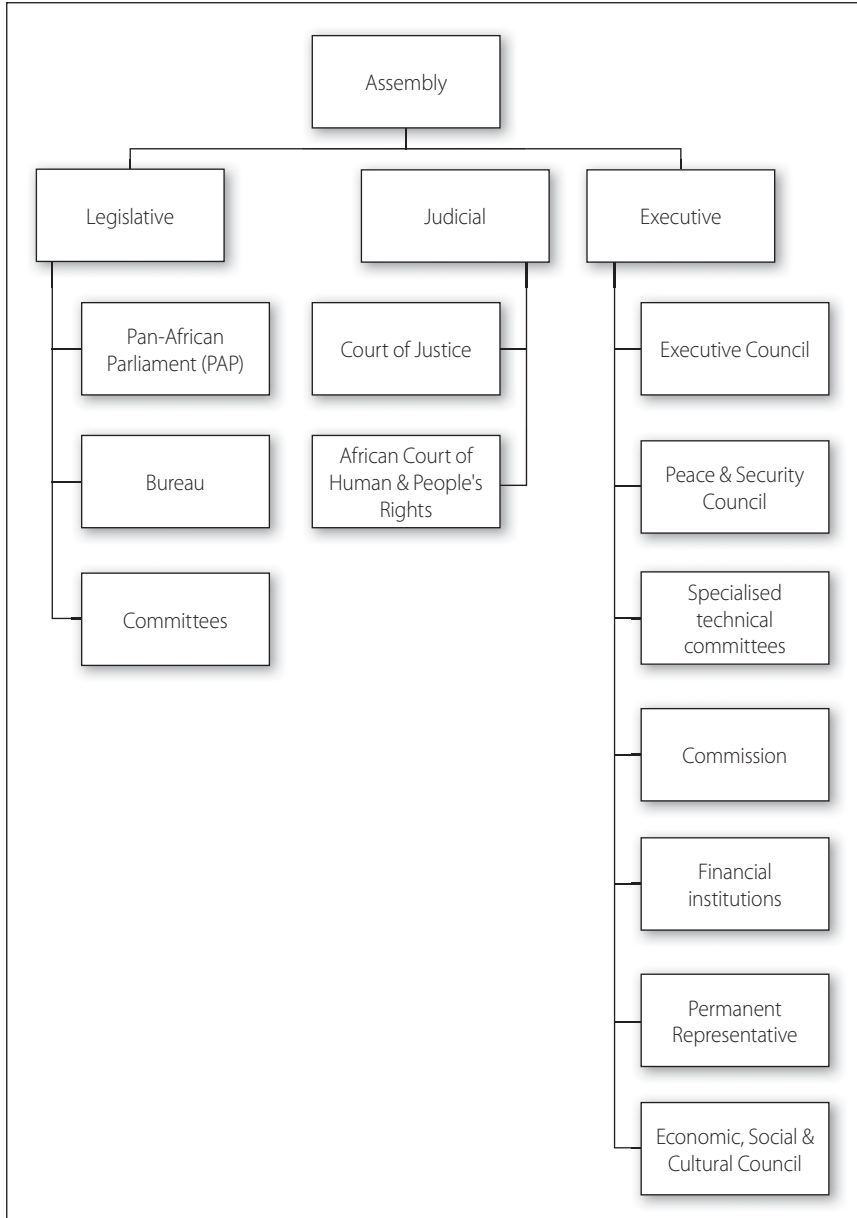 Assembly
Legislative
Judicial
Executive
Pan-African
Parliament (PAP)
Bureau
Committees
Court of Justice
African Court of
Human & People's
Rights
Executive Council
Peace & Security
Council
Specialised
technical
committees
Commission
Financial
institutions
Permanent
Representative
Economic, Social &
Cultural Council